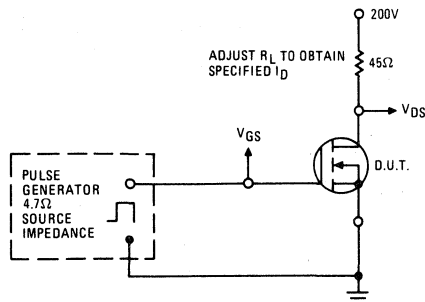 200V
ADJUST RL TO OBTAIN
SPECIFIED ID
45Ω
VDS
VGS
D.U.T.
PULSE
GENERATOR
4.7Ω
SOURCE
IMPEDANCE